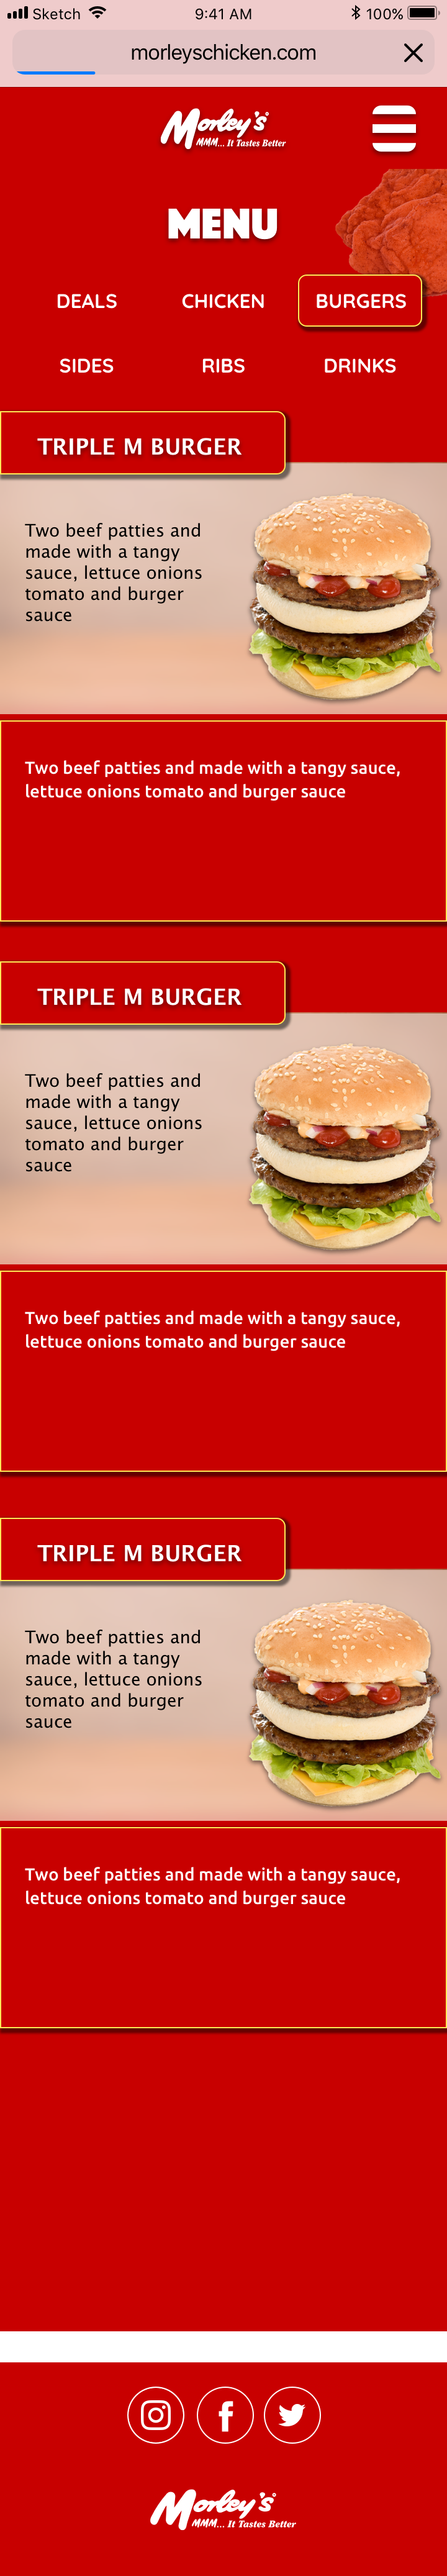 Sketch 9:41 AM 100%
morleyschicken.com
Morley's
MMM... It Tastes Better
MENU
DEALS CHICKEN BURGERS
SIDES RIBS DRINKS
TRIPLE M BURGER
Two beef patties and
made with a tangy
sauce, lettuce onions
tomato and burger
sauce
Two beef patties and made with a tangy sauce,
lettuce onions tomato and burger sauce
TRIPLE M BURGER
Two beef patties and
made with a tangy
sauce, lettuce onions
tomato and burger
sauce
Two beef patties and made with a tangy sauce,
lettuce onions tomato and burger sauce
TRIPLE M BURGER
Two beef patties and
made with a tangy
sauce, lettuce onions
tomato and burger
sauce
Two beef patties and made with a tangy sauce,
lettuce onions tomato and burger sauce
Morley's
MMM... It Tastes Better